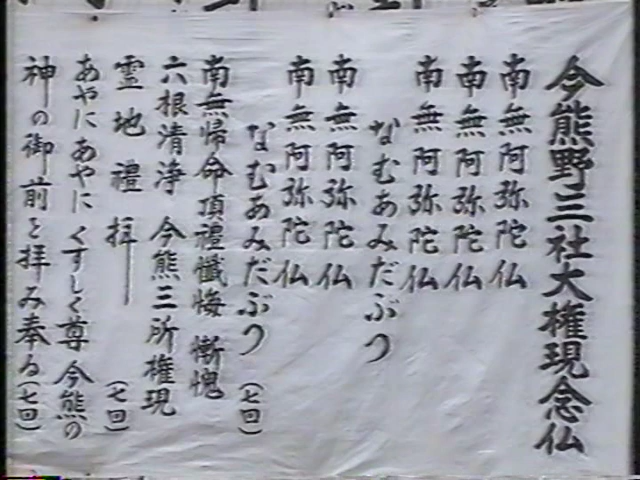 今熊野三社大権現念仏
南無阿弥陀仏
南無阿弥陀仏
南無阿弥陀仏
なむあみだぶつ
南無阿弥陀仏
南無阿弥陀仏
なむあみだぶつ (七回)
南無帰命頂禮懺悔 慚愧
六根清浄 今熊三所権現
霊地禮拝 (七回)
あやにあやにくすしく尊 今熊の
神の御前を拝み奉る(七回)